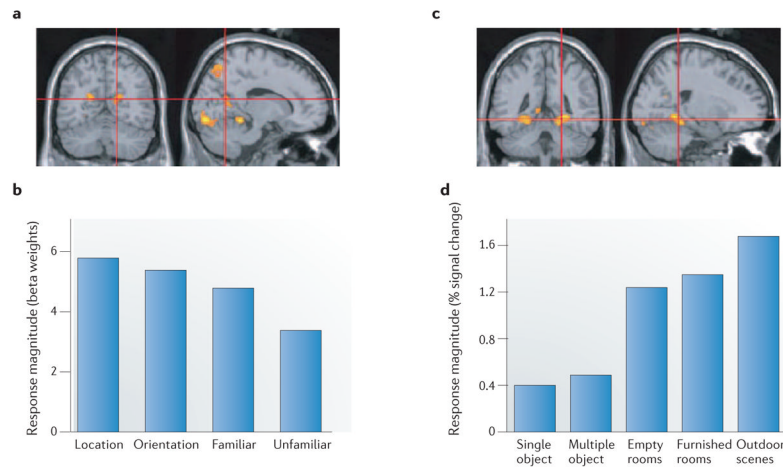 a
c
b
Response magnitude (beta weights)
6
4
2
0
Location
Orientation
Familiar
Unfamiliar
d
Response magnitude (% signal change)
1.6
1.2
0.8
0.4
0
Single
object
Multiple
object
Empty
rooms
Furnished
rooms
Outdoor
scenes